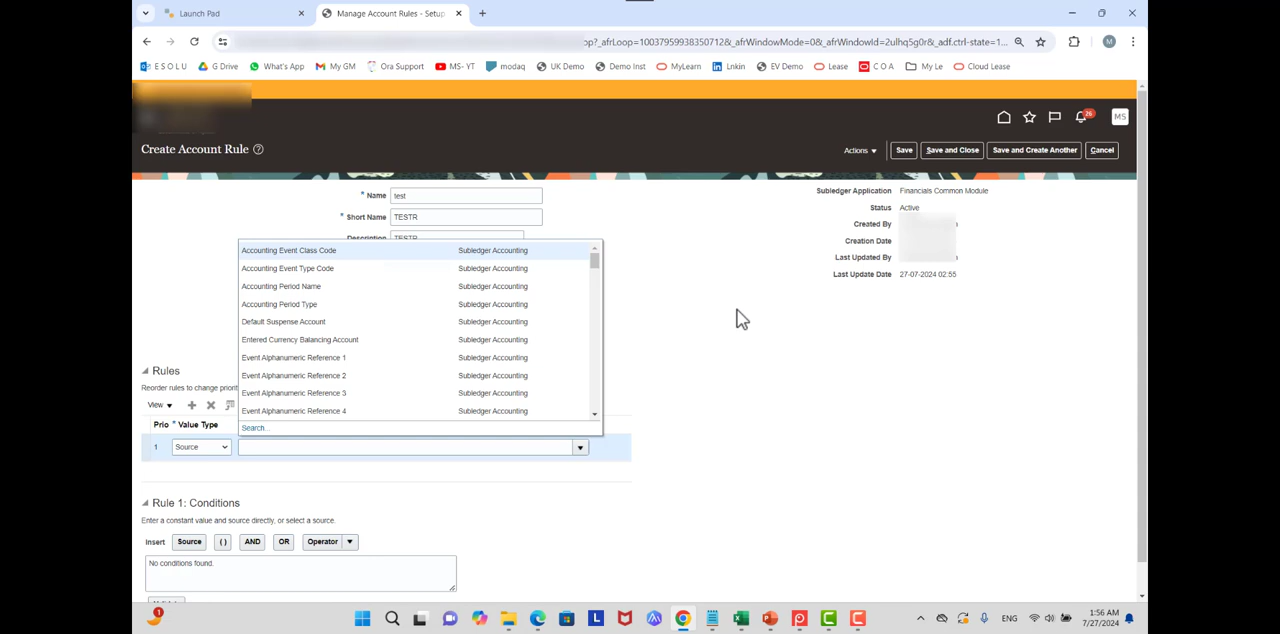 Launch Pad
Manage Account Rules - Setup
op?_afrLoop=10037959938350712&_afrWindowMode=0&_afrWindowId=2ulhq5g0r&_adf.ctrl-state=1...
M
E S O L U
G Drive
What's App
My GM
Ora Support
MS- YT
modaq
UK Demo
Demo Inst
MyLearn
Lnkin
EV Demo
Lease
C O A
My Le
Cloud Lease
26
MS
Create Account Rule
Actions
Save
Save and Close
Save and Create Another
Cancel
* Name test
* Short Name TESTR
Description TESTR
Subledger Application Financials Common Module
Status Active
Created By
Creation Date
Last Updated By
Last Update Date 27-07-2024 02:55
Accounting Event Class Code Subledger Accounting
Accounting Event Type Code Subledger Accounting
Accounting Period Name Subledger Accounting
Accounting Period Type Subledger Accounting
Default Suspense Account Subledger Accounting
Entered Currency Balancing Account Subledger Accounting
Event Alphanumeric Reference 1 Subledger Accounting
Event Alphanumeric Reference 2 Subledger Accounting
Event Alphanumeric Reference 3 Subledger Accounting
Event Alphanumeric Reference 4 Subledger Accounting
Search...
Rules
Reorder rules to change priorit
View
Prio * Value Type
1 Source
Rule 1: Conditions
Enter a constant value and source directly, or select a source.
Insert Source ( ) AND OR Operator
No conditions found.
1
ENG
1:56 AM
7/27/2024